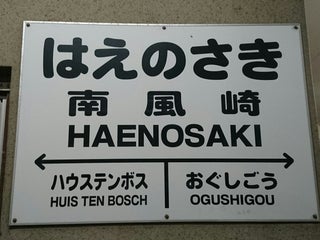 はえのさき
南風崎
HAENOSAKI
ハウステンボス
HUIS TEN BOSCH
おぐしごう
OGUSHIGOU